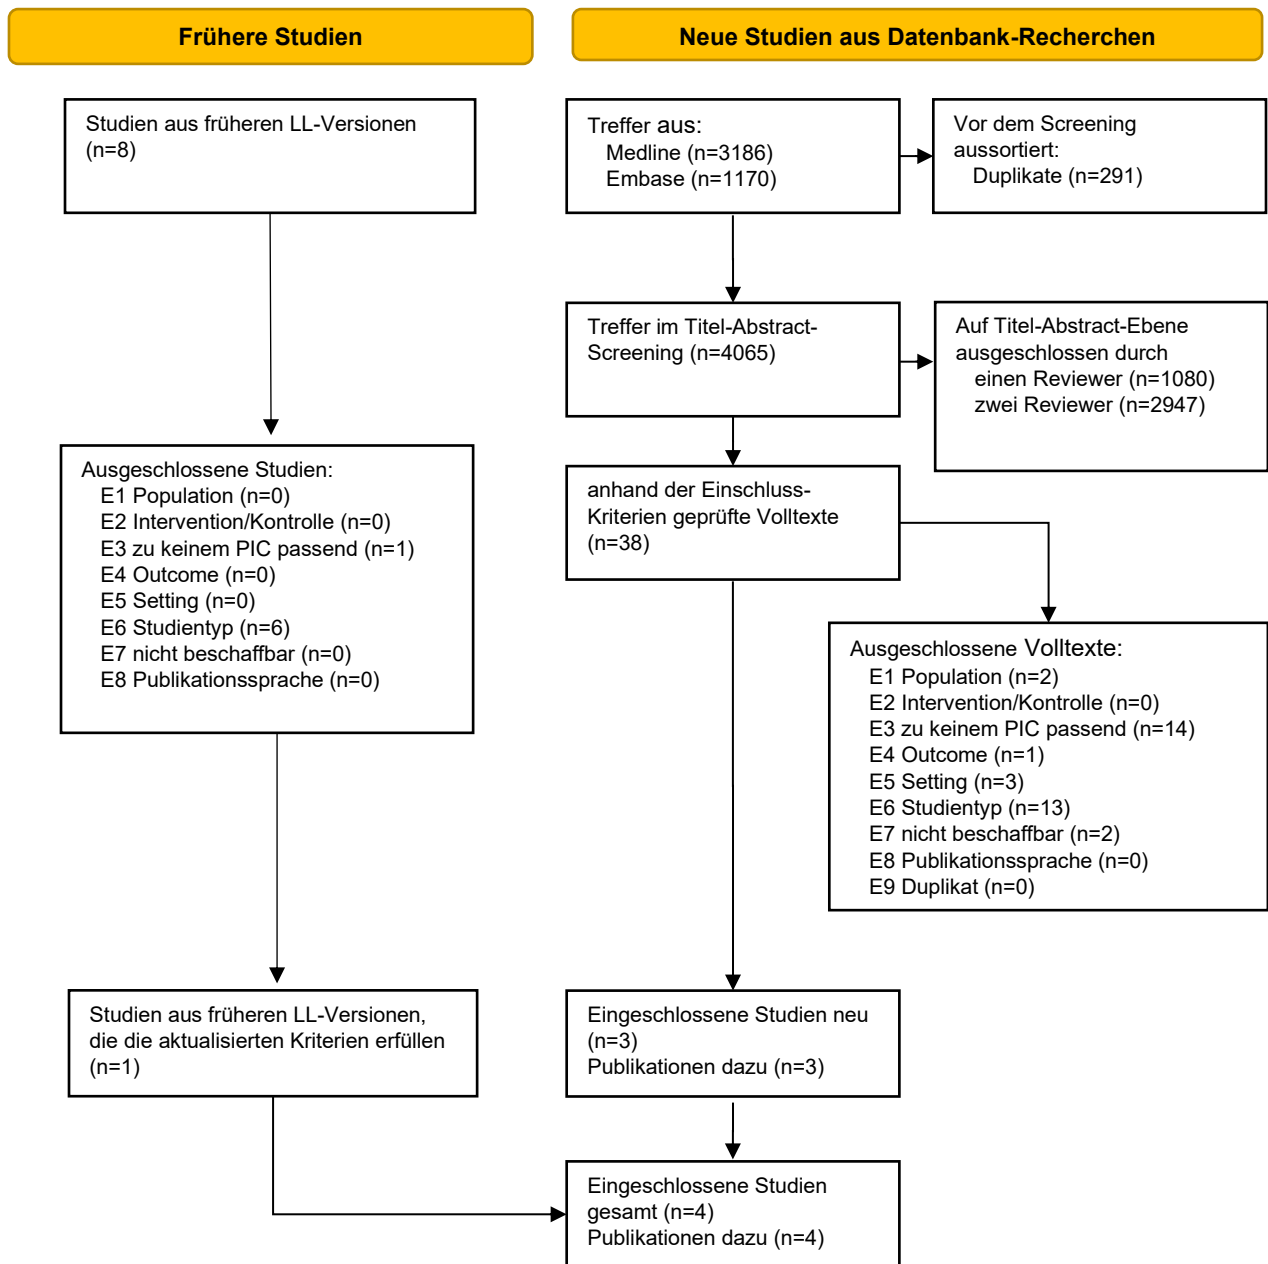 Frühere Studien
Neue Studien aus Datenbank-Recherchen
Studien aus früheren LL-Versionen
(n=8)
Treffer aus:
Medline (n=3186)
Embase (n=1170)
Vor dem Screening
aussortiert:
Duplikate (n=291)
Treffer im Titel-Abstract-
Screening (n=4065)
Auf Titel-Abstract-Ebene
ausgeschlossen durch
einen Reviewer (n=1080)
zwei Reviewer (n=2947)
Ausgeschlossene Studien:
E1 Population (n=0)
E2 Intervention/Kontrolle (n=0)
E3 zu keinem PIC passend (n=1)
E4 Outcome (n=0)
E5 Setting (n=0)
E6 Studientyp (n=6)
E7 nicht beschaffbar (n=0)
E8 Publikationssprache (n=0)
anhand der Einschluss-
Kriterien geprüfte Volltexte
(n=38)
Ausgeschlossene Volltexte:
E1 Population (n=2)
E2 Intervention/Kontrolle (n=0)
E3 zu keinem PIC passend (n=14)
E4 Outcome (n=1)
E5 Setting (n=3)
E6 Studientyp (n=13)
E7 nicht beschaffbar (n=2)
E8 Publikationssprache (n=0)
E9 Duplikat (n=0)
Studien aus früheren LL-Versionen,
die die aktualisierten Kriterien erfüllen
(n=1)
Eingeschlossene Studien neu
(n=3)
Publikationen dazu (n=3)
Eingeschlossene Studien
gesamt (n=4)
Publikationen dazu (n=4)